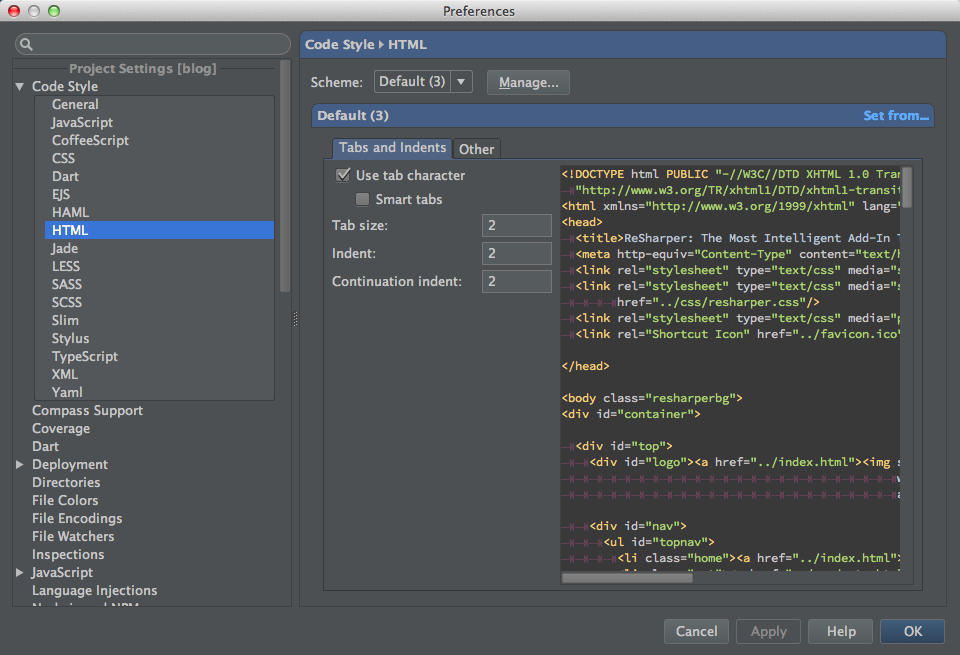 Preferences
Project Settings [blog]
Code Style
General
JavaScript
CoffeeScript
CSS
Dart
EJS
HAML
HTML
Jade
LESS
SASS
SCSS
Slim
Stylus
TypeScript
XML
Yaml
Compass Support
Coverage
Dart
Deployment
Directories
File Colors
File Encodings
File Watchers
Inspections
JavaScript
Language Injections
Code Style HTML
Scheme: Default (3) Manage...
Default (3) Set from...
Tabs and Indents Other
Use tab character
Smart tabs
Tab size: 2
Indent: 2
Continuation indent: 2
<!DOCTYPE html PUBLIC "-//W3C//DTD XHTML 1.0 Tran
"http://www.w3.org/TR/xhtml1/DTD/xhtml1-transit
<html xmlns="http://www.w3.org/1999/xhtml" lang="
<head>
<title>ReSharper: The Most Intelligent Add-In T
<meta http-equiv="Content-Type" content="text/h
<link rel="stylesheet" type="text/css" media="s
<link rel="stylesheet" type="text/css" media="s
href="../css/resharper.css"/>
<link rel="stylesheet" type="text/css" media="p
<link rel="Shortcut Icon" href="../favicon.ico"
</head>
<body class="resharperbg">
<div id="container">
<div id="top">
<div id="logo"><a href="../index.html"><img s
w
a
<div id="nav">
<ul id="topnav">
<li class="home"><a href="../index.html">
Cancel Apply Help OK